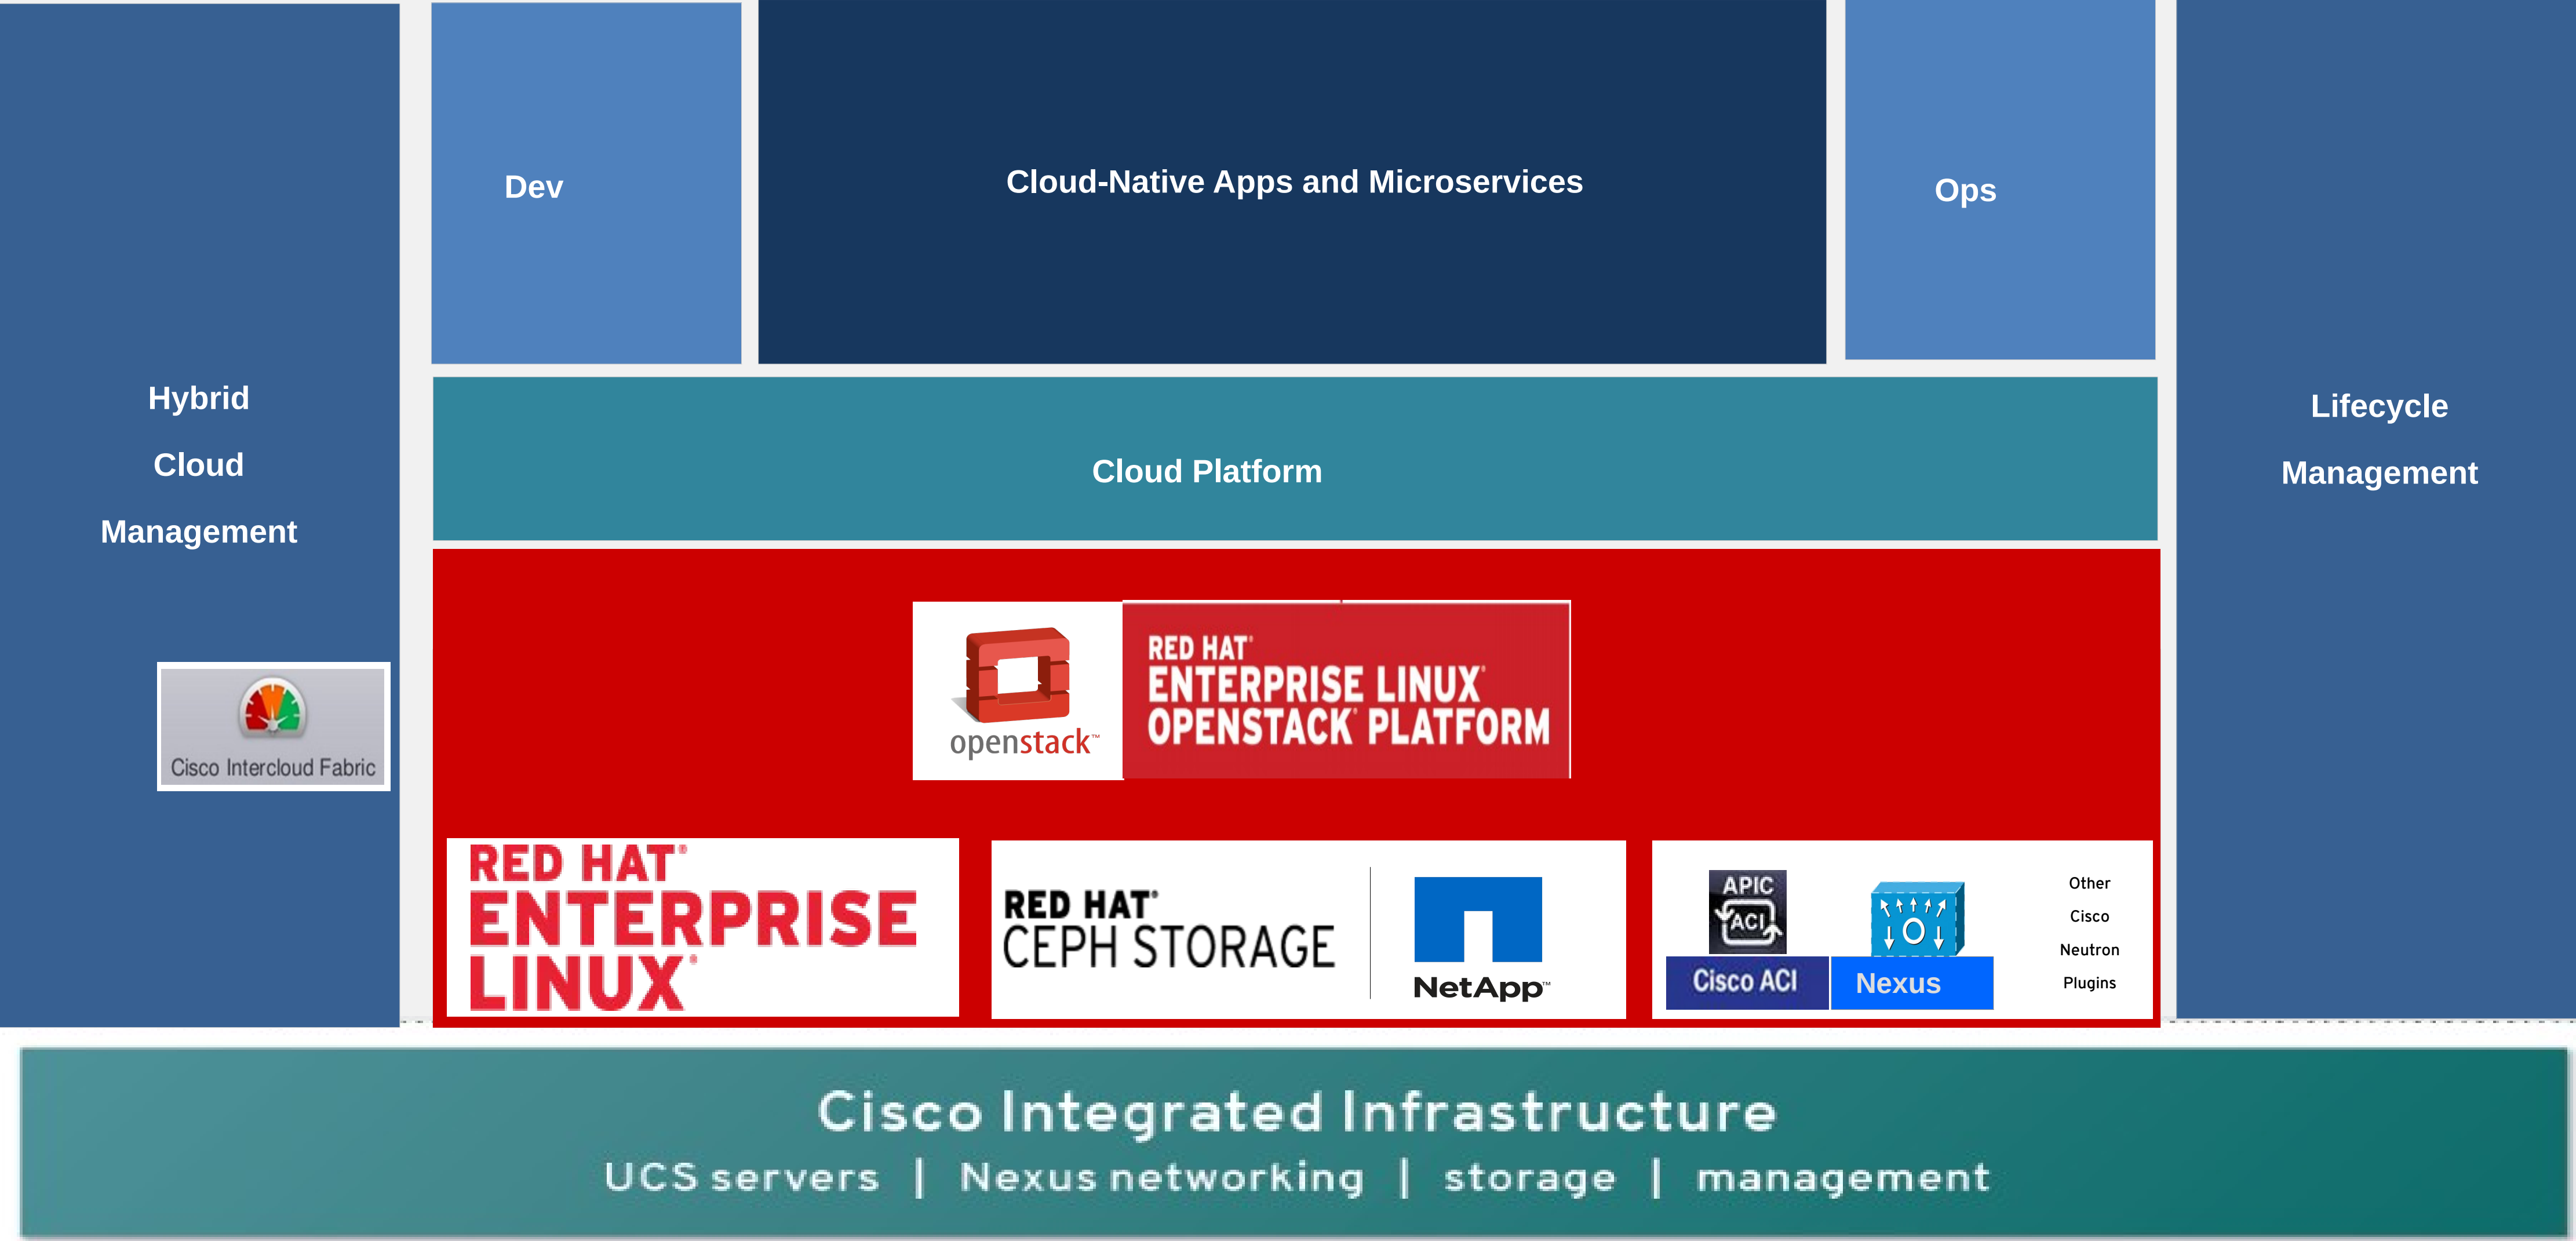 Dev
Cloud-Native Apps and Microservices
Ops
Hybrid
Cloud
Management
Lifecycle
Management
Cloud Platform
Cisco Intercloud Fabric
openstack™
RED HAT®
ENTERPRISE LINUX®
OPENSTACK® PLATFORM
RED HAT®
ENTERPRISE
LINUX®
RED HAT®
CEPH STORAGE
NetApp™
APIC
ACI
Cisco ACI
Nexus
Other
Cisco
Neutron
Plugins
Cisco Integrated Infrastructure
UCS servers | Nexus networking | storage | management